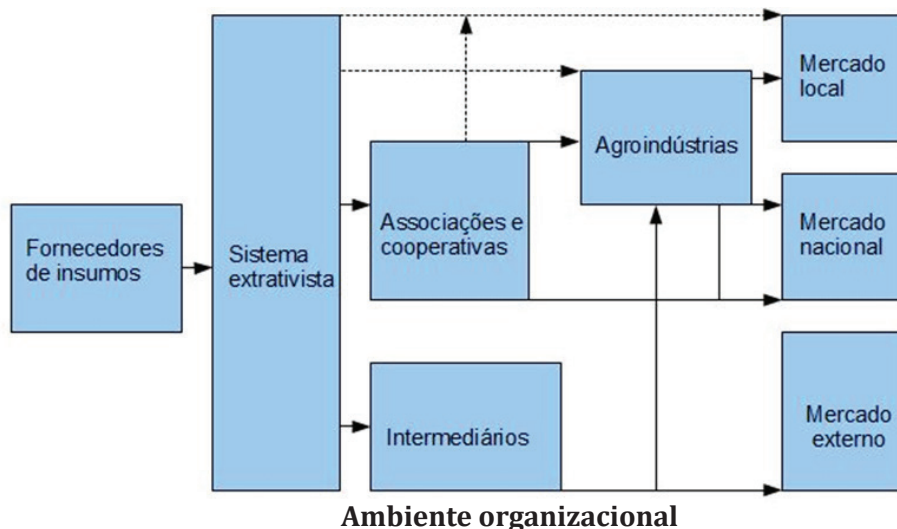 Mercado
local
Agroindústrias
Fornecedores
de insumos
Sistema
extrativista
Associações e
cooperativas
Mercado
nacional
Intermediários
Mercado
externo
Ambiente organizacional